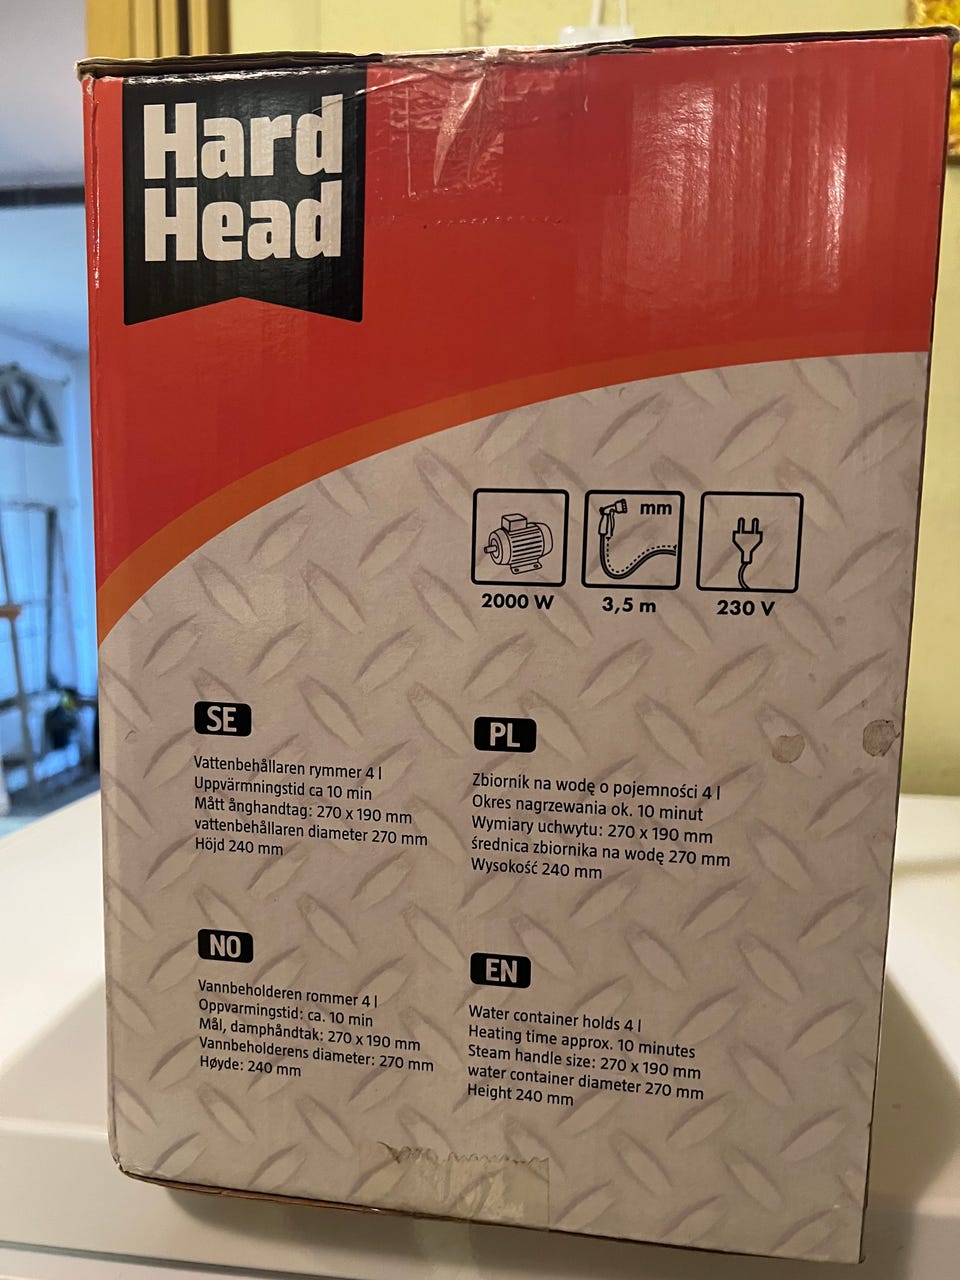 Hard
Head
mm
2000 W
3,5 m
230 V
SE
Vattenbehållaren rymmer 4 l
Uppvärmningstid ca 10 min
Mått ånghandtag: 270 x 190 mm
vattenbehållaren diameter 270 mm
Höjd 240 mm
PL
Zbiornik na wodę o pojemności 4 l
Okres nagrzewania ok. 10 minut
Wymiary uchwytu: 270 x 190 mm
średnica zbiornika na wodę 270 mm
Wysokość 240 mm
NO
Vannbeholderen rommer 4 l
Oppvarmingstid: ca. 10 min
Mål, damphåndtak: 270 x 190 mm
Vannbeholderens diameter: 270 mm
Høyde: 240 mm
EN
Water container holds 4 l
Heating time approx. 10 minutes
Steam handle size: 270 x 190 mm
water container diameter 270 mm
Height 240 mm